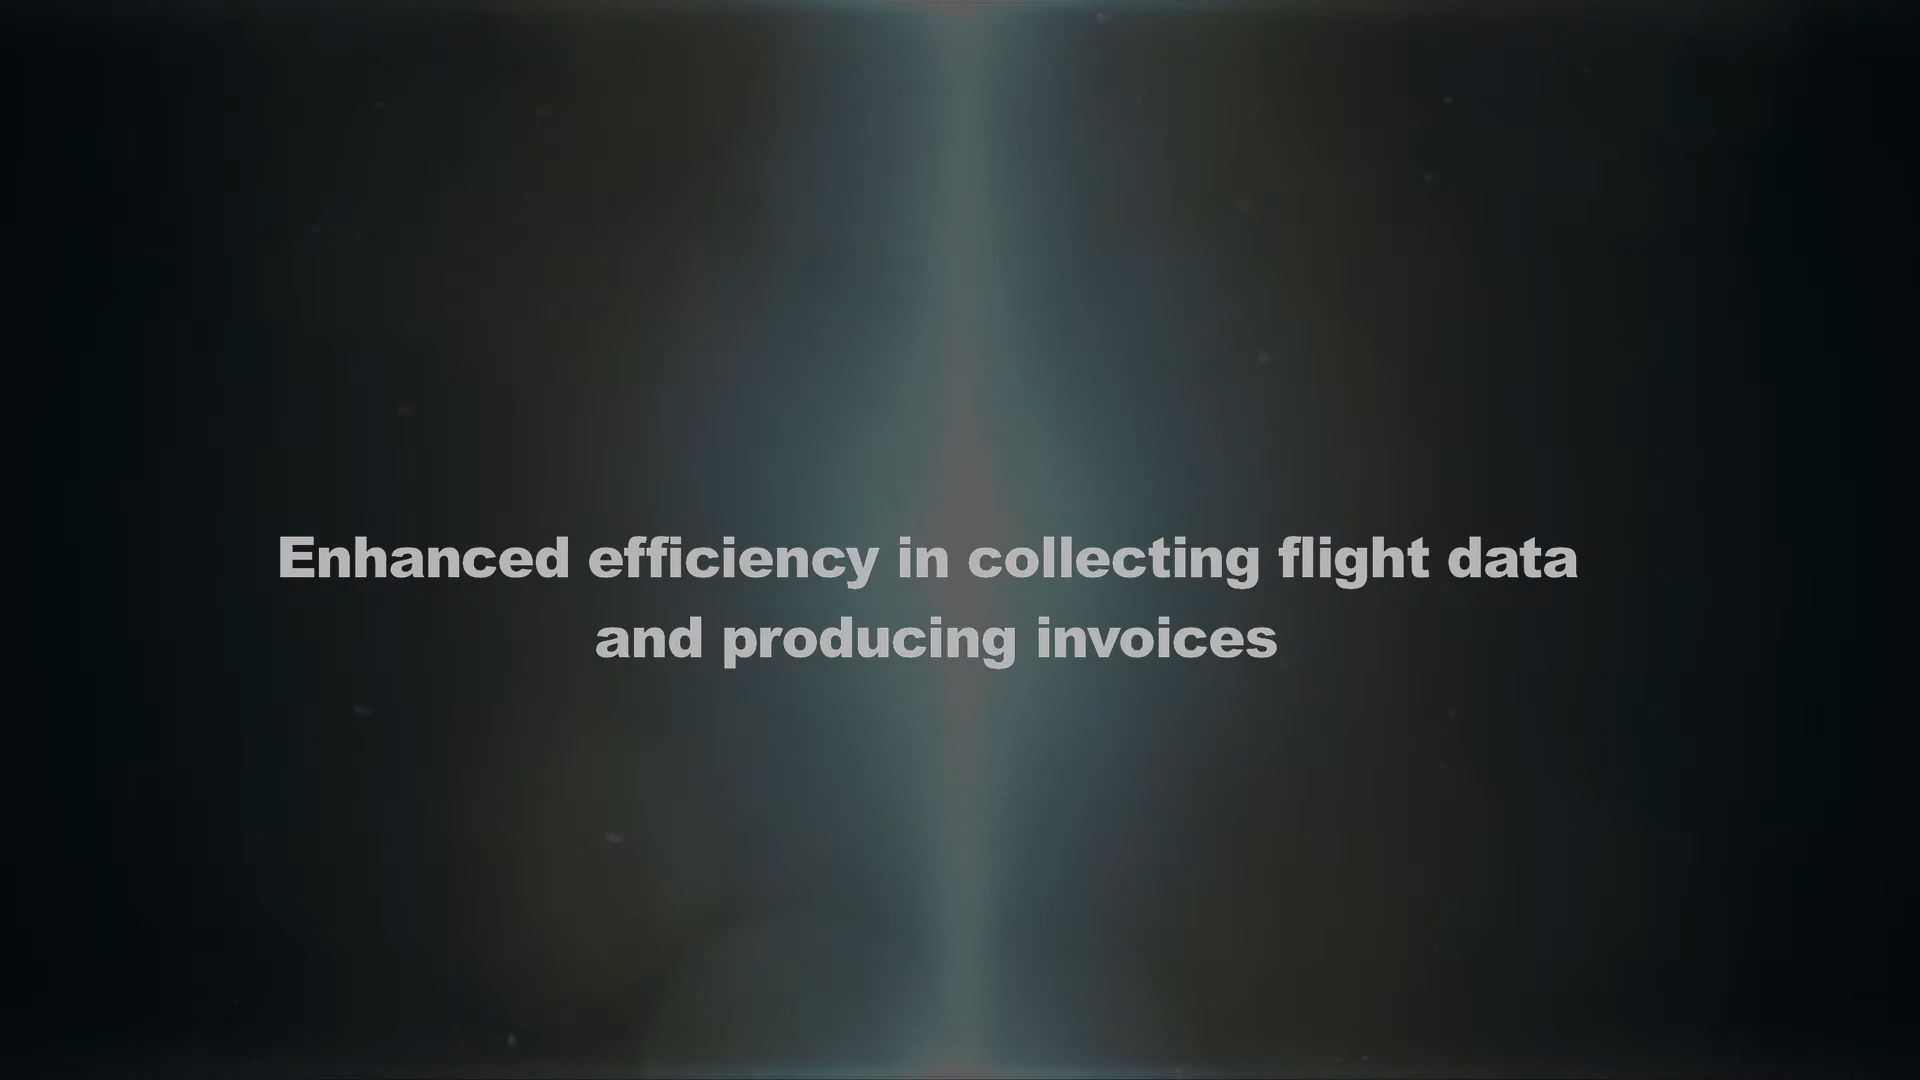 Enhanced efficiency in collecting flight data
and producing invoices